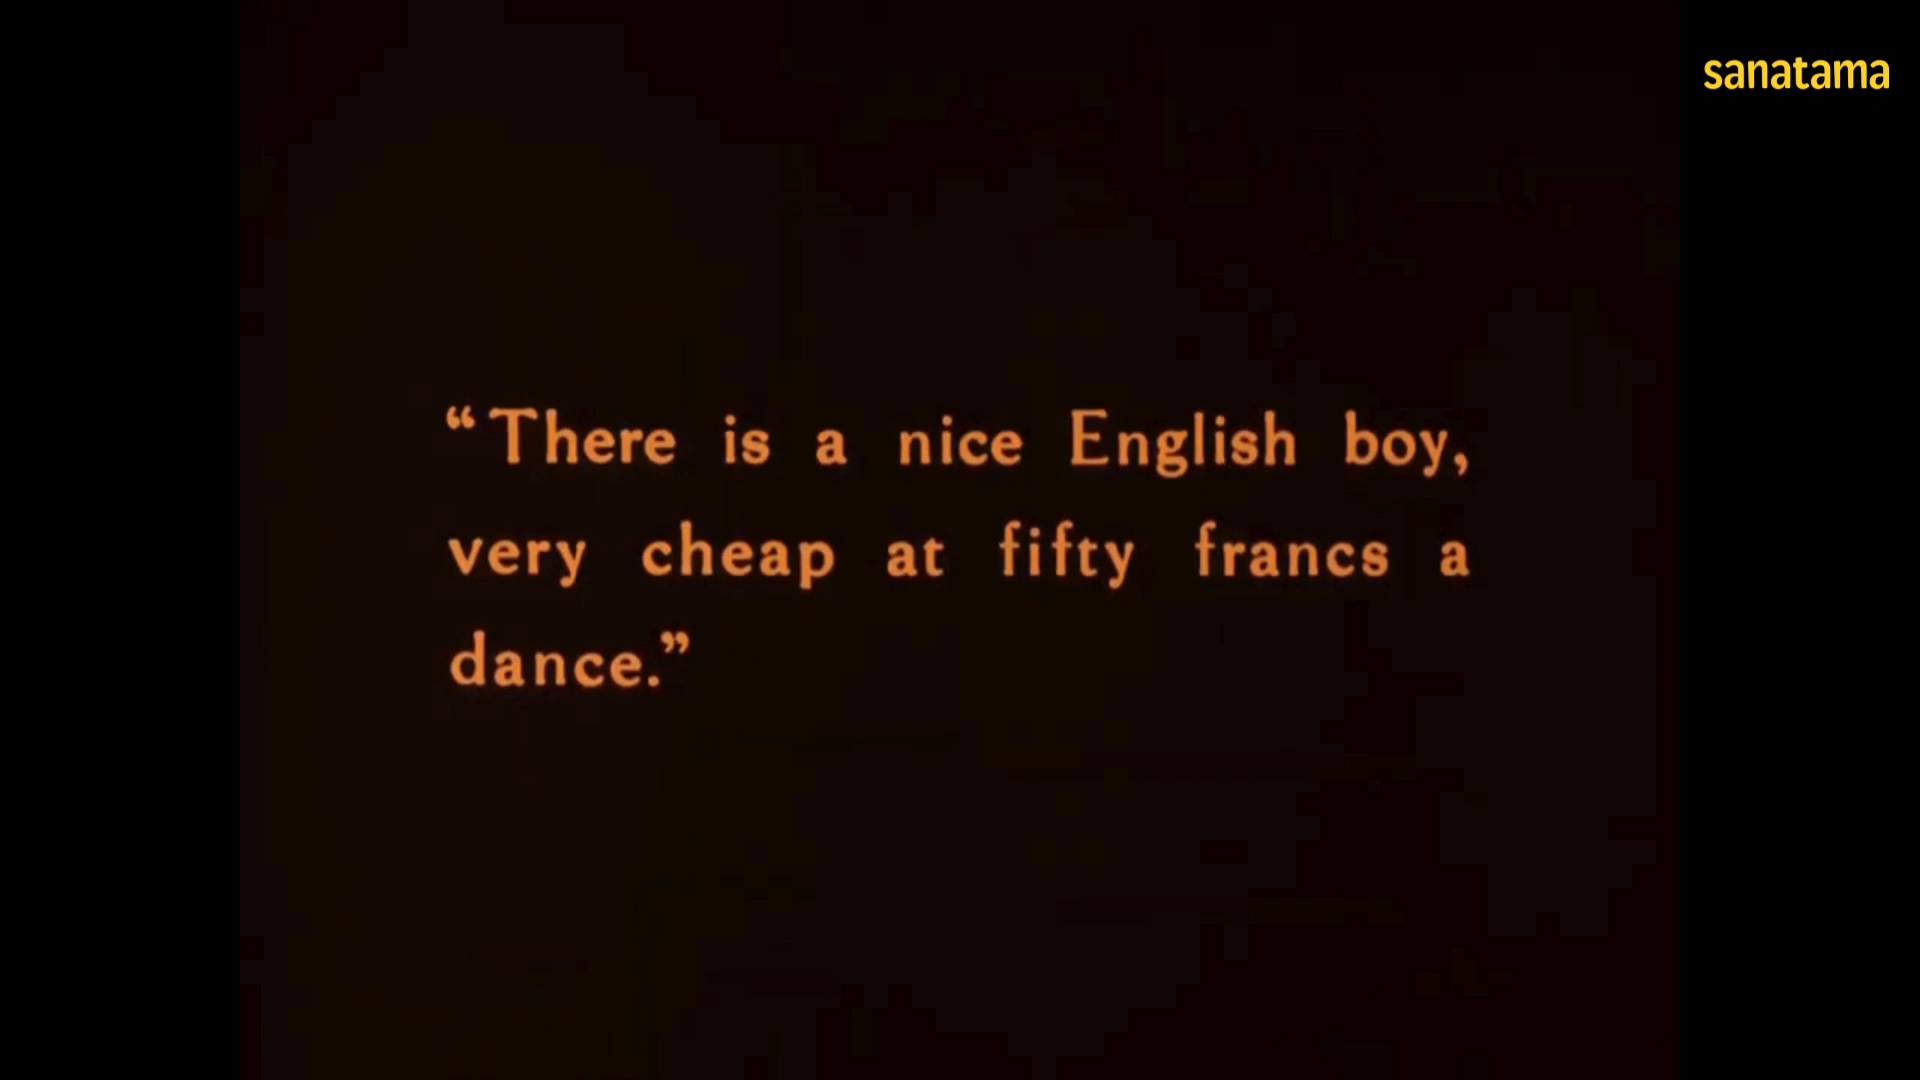 sanatama
“There is a nice English boy,
very cheap at fifty francs a
dance.”